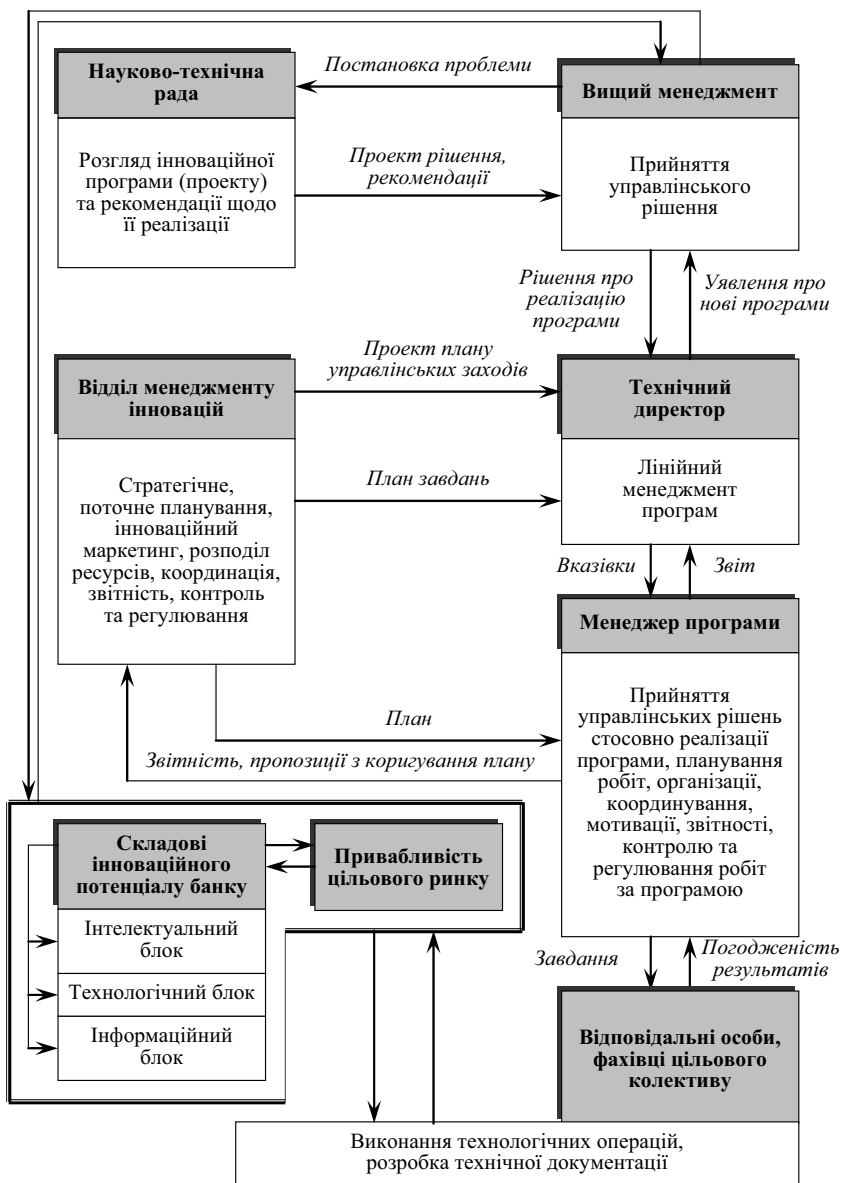 Науково-технічна
рада
Розгляд інноваційної
програми (проекту)
та рекомендації щодо
її реалізації
Постановка проблеми
Проект рішення,
рекомендації
Вищий менеджмент
Прийняття
управлінського
рішення
Рішення про
реалізацію
програми
Уявлення про
нові програми
Відділ менеджменту
інновацій
Стратегічне,
поточне планування,
інноваційний
маркетинг, розподіл
ресурсів, координація,
звітність, контроль
та регулювання
Проект плану
управлінських заходів
План завдань
Технічний
директор
Лінійний
менеджмент
програм
Вказівки
Звіт
Менеджер програми
Прийняття
управлінських рішень
стосовно реалізації
програми, планування
робіт, організації,
координування,
мотивації, звітності,
контролю та
регулювання робіт
за програмою
План
Звітність, пропозиції з коригування плану
Складові
інноваційного
потенціалу банку
Інтелектуальний
блок
Технологічний блок
Інформаційний
блок
Привабливість
цільового ринку
Завдання
Погодженість
результатів
Відповідальні особи,
фахівці цільового
колективу
Виконання технологічних операцій,
розробка технічної документації